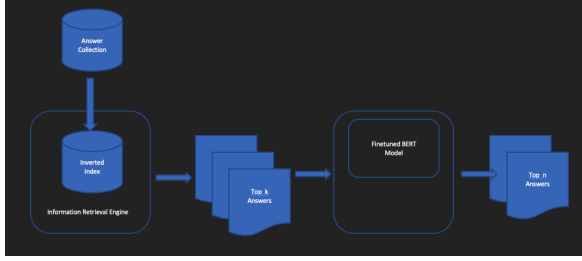 Answer
Collection
Inverted
Index
Information Retrieval Engine
Top k
Answers
Finetuned BERT
Model
Top n
Answers